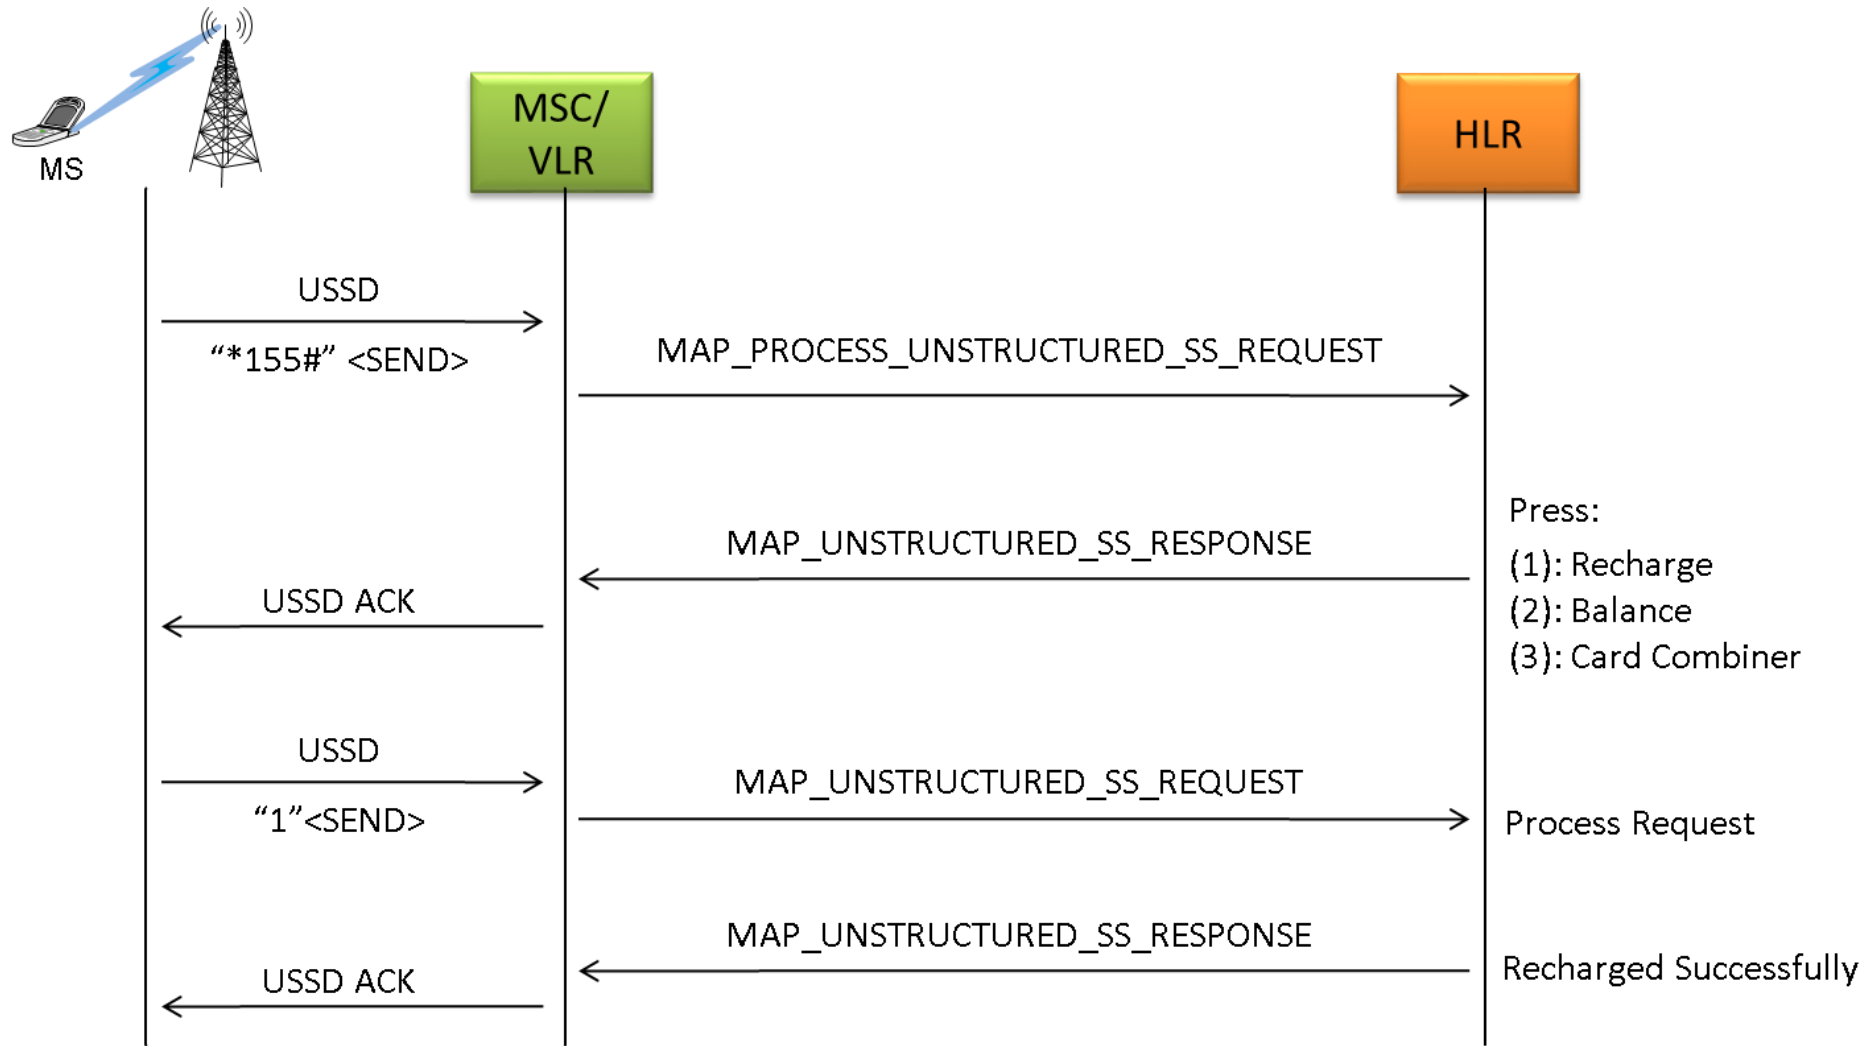 MS
MSC/
VLR
HLR
USSD
“*155#” <SEND>
MAP_PROCESS_UNSTRUCTURED_SS_REQUEST
MAP_UNSTRUCTURED_SS_RESPONSE
Press:
(1): Recharge
(2): Balance
(3): Card Combiner
USSD ACK
USSD
“1”<SEND>
MAP_UNSTRUCTURED_SS_REQUEST
Process Request
MAP_UNSTRUCTURED_SS_RESPONSE
Recharged Successfully
USSD ACK